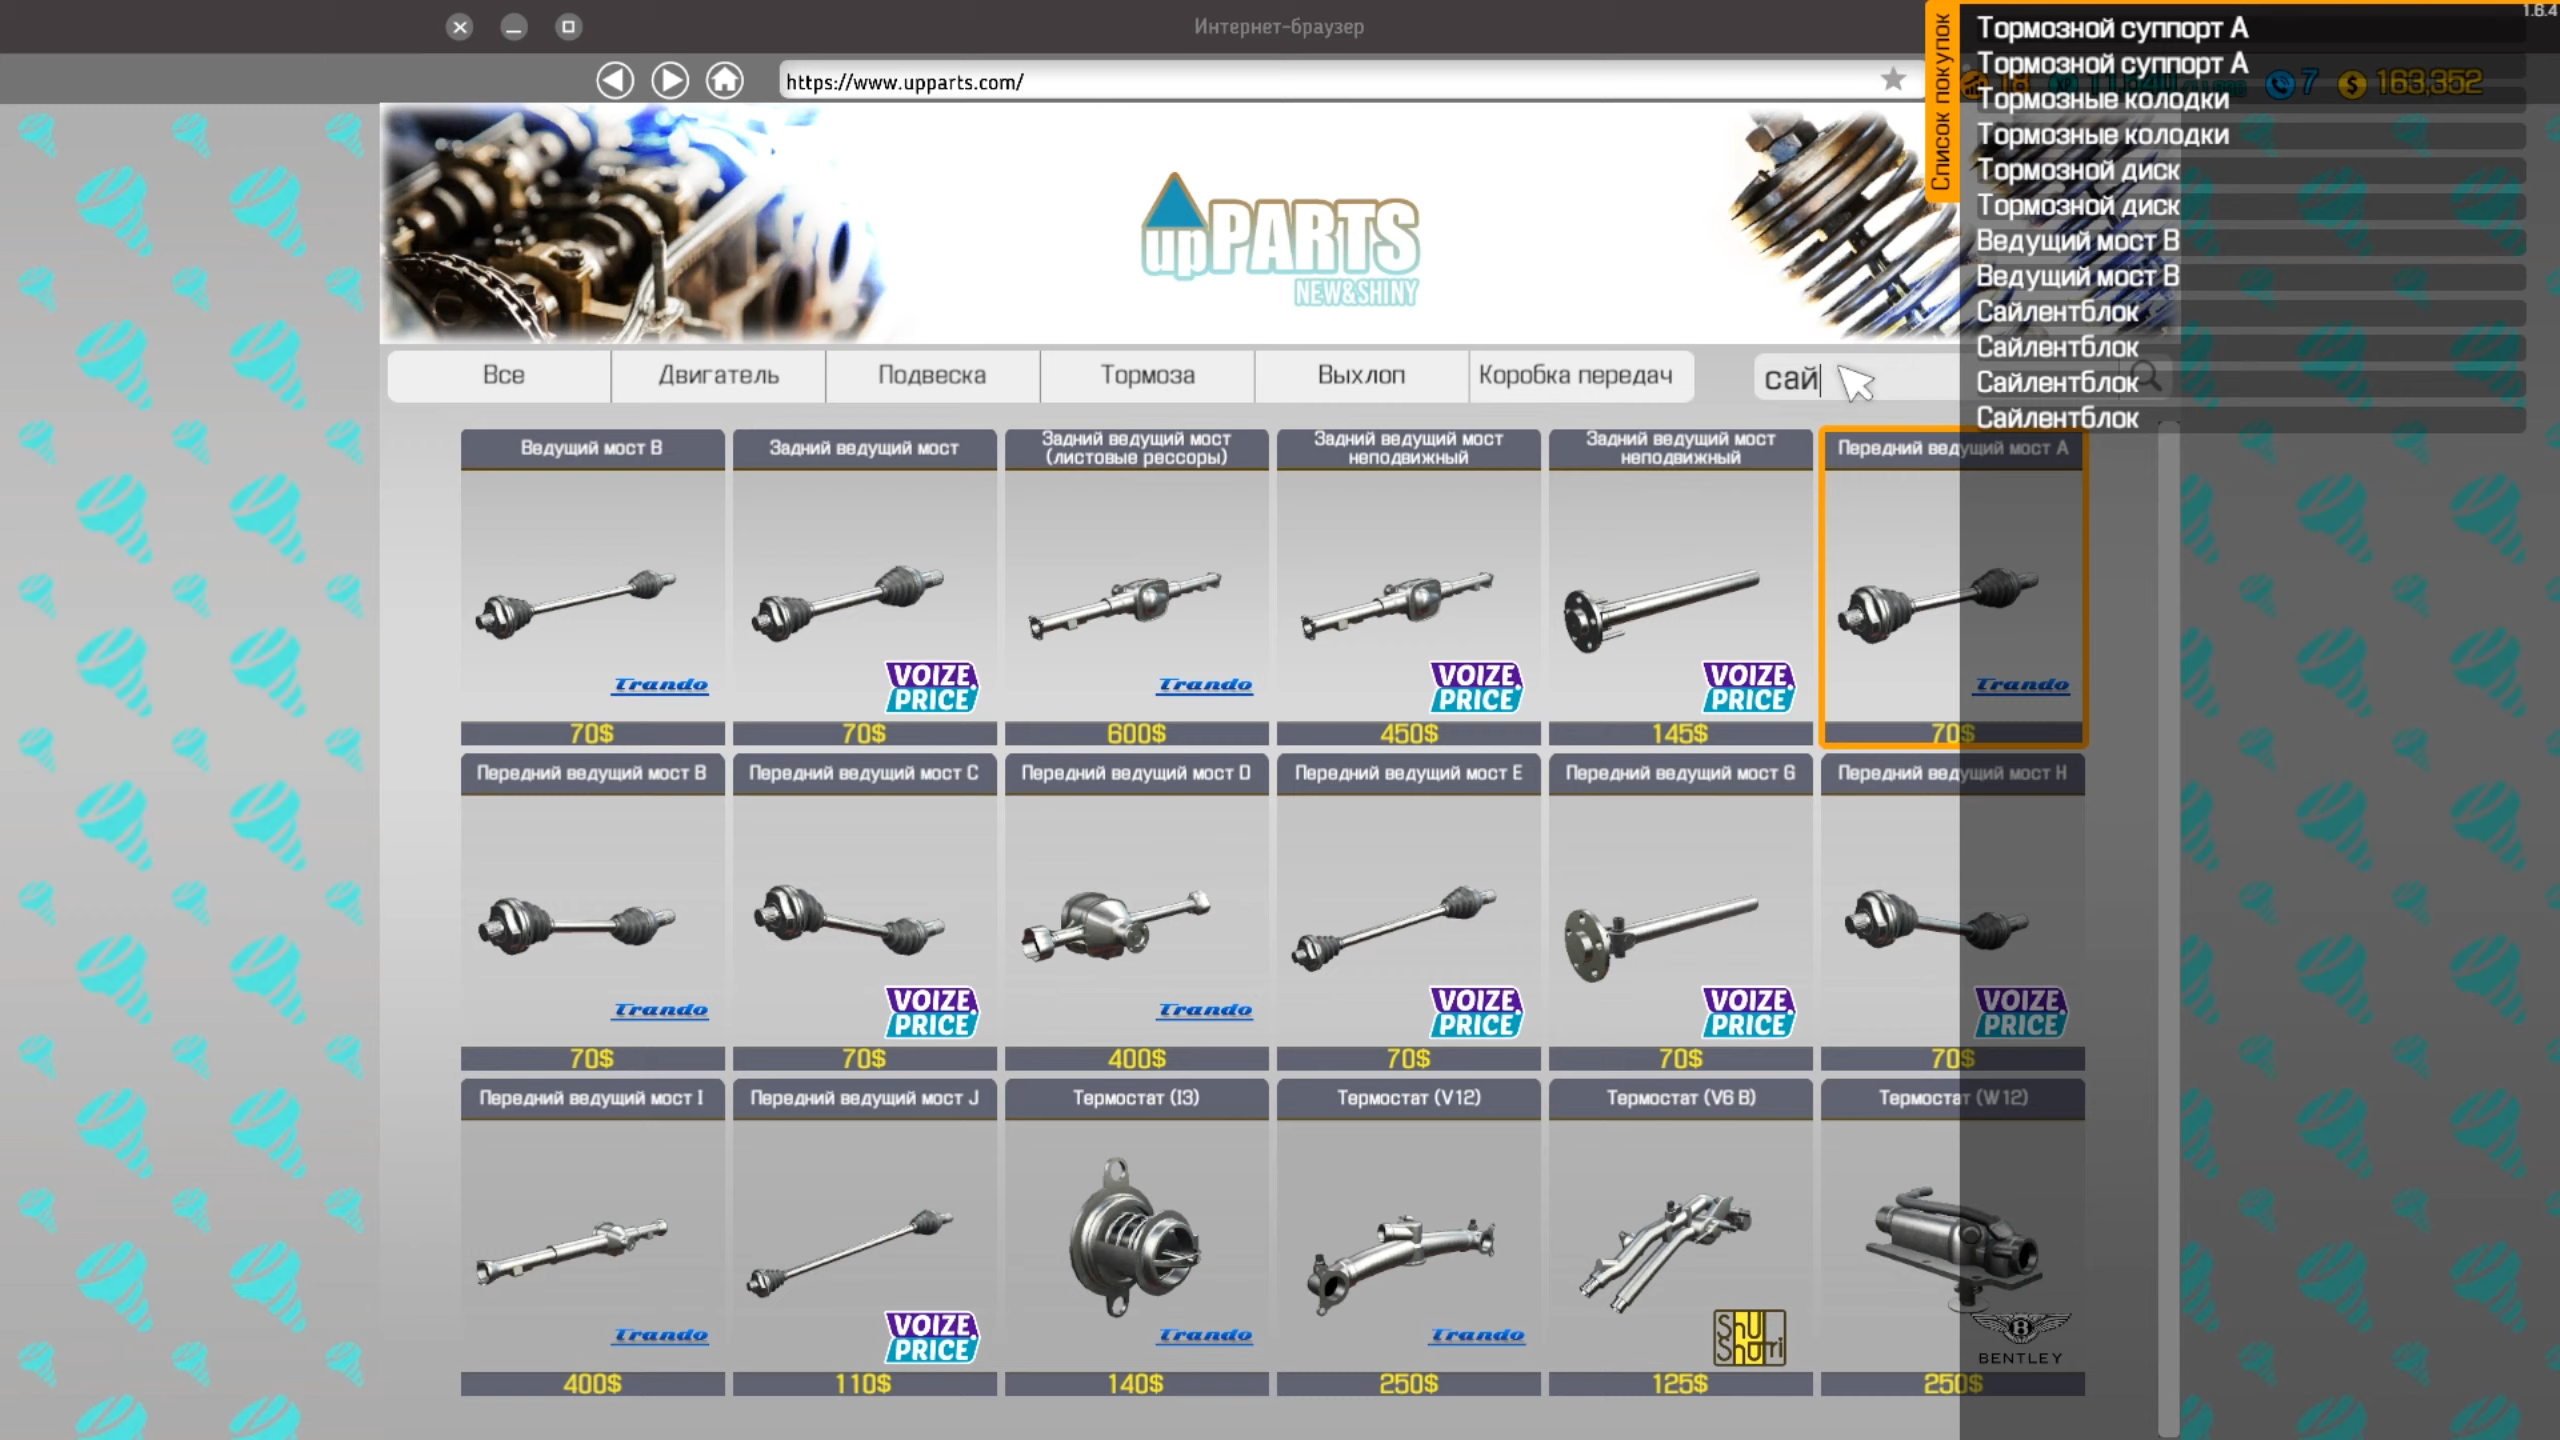 Интернет-браузер
1.6.4
https://www.upparts.com/
7
163,352
Список покупок
Тормозной суппорт A
Тормозной суппорт A
Тормозные колодки
Тормозные колодки
Тормозной диск
Тормозной диск
Ведущий мост B
Ведущий мост B
Сайлентблок
Сайлентблок
Сайлентблок
Сайлентблок
upPARTS
NEW&SHINY
Все
Двигатель
Подвеска
Тормоза
Выхлоп
Коробка передач
сай
Ведущий мост B
Задний ведущий мост
Задний ведущий мост
(листовые рессоры)
Задний ведущий мост
неподвижный
Задний ведущий мост
неподвижный
Передний ведущий мост A
Trando
VOIZE
PRICE
Trando
VOIZE
PRICE
VOIZE
PRICE
Trando
70$
70$
600$
450$
145$
70$
Передний ведущий мост B
Передний ведущий мост C
Передний ведущий мост D
Передний ведущий мост E
Передний ведущий мост G
Передний ведущий мост H
Trando
VOIZE
PRICE
Trando
VOIZE
PRICE
VOIZE
PRICE
VOIZE
PRICE
70$
70$
400$
70$
70$
70$
Передний ведущий мост I
Передний ведущий мост J
Термостат (I3)
Термостат (V12)
Термостат (V6 B)
Термостат (W12)
Trando
VOIZE
PRICE
Trando
Trando
Shu
Shutri
B
BENTLEY
400$
110$
140$
250$
125$
250$